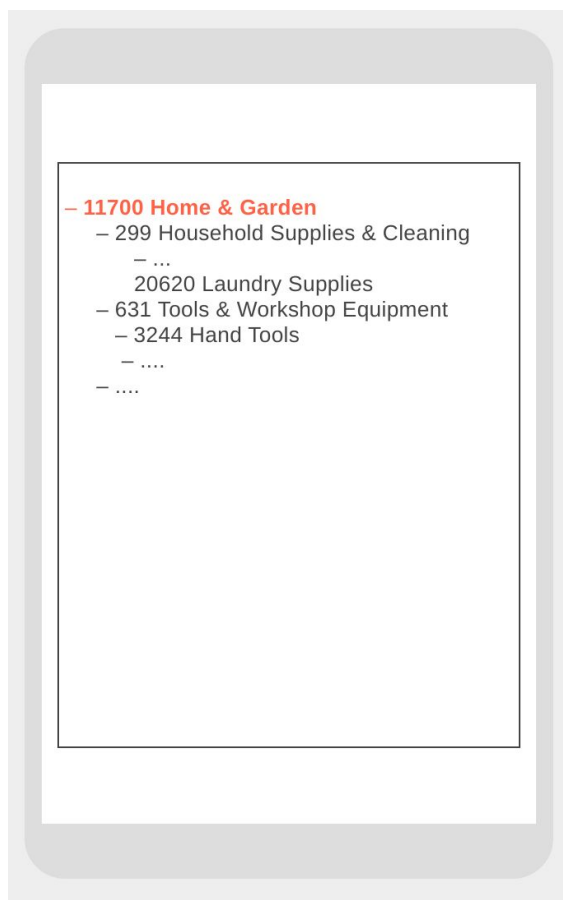 – 11700 Home & Garden
– 299 Household Supplies & Cleaning
– ...
20620 Laundry Supplies
– 631 Tools & Workshop Equipment
– 3244 Hand Tools
– ....
– ....